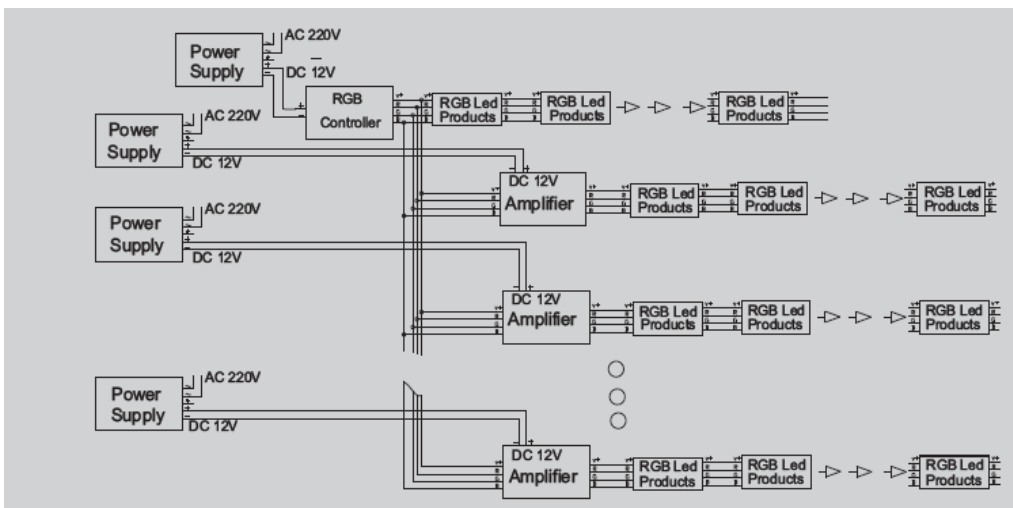 AC 220V
Power
Supply
DC 12V
RGB
Controller
RGB Led
Products
RGB Led
Products
RGB Led
Products
AC 220V
Power
Supply
DC 12V
DC 12V
Amplifier
RGB Led
Products
RGB Led
Products
RGB Led
Products
AC 220V
Power
Supply
DC 12V
DC 12V
Amplifier
RGB Led
Products
RGB Led
Products
RGB Led
Products
AC 220V
Power
Supply
DC 12V
DC 12V
Amplifier
RGB Led
Products
RGB Led
Products
RGB Led
Products